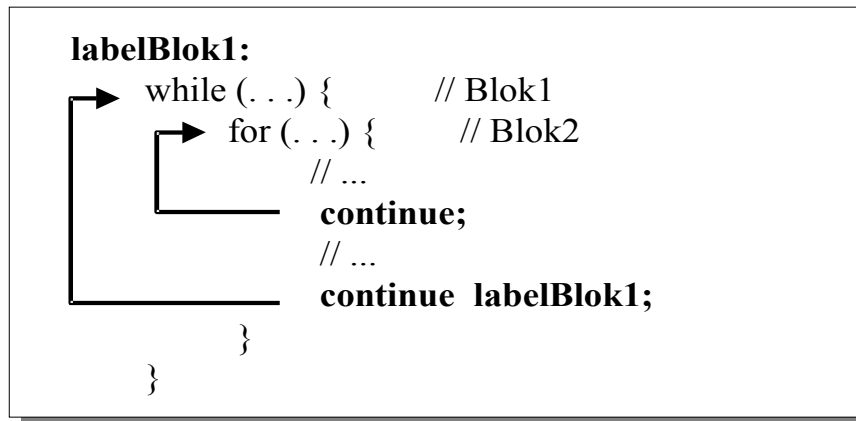 labelBlok1:
while (. . .) { // Blok1
for (. . .) { // Blok2
// ...
continue;
// ...
continue labelBlok1;
}
}